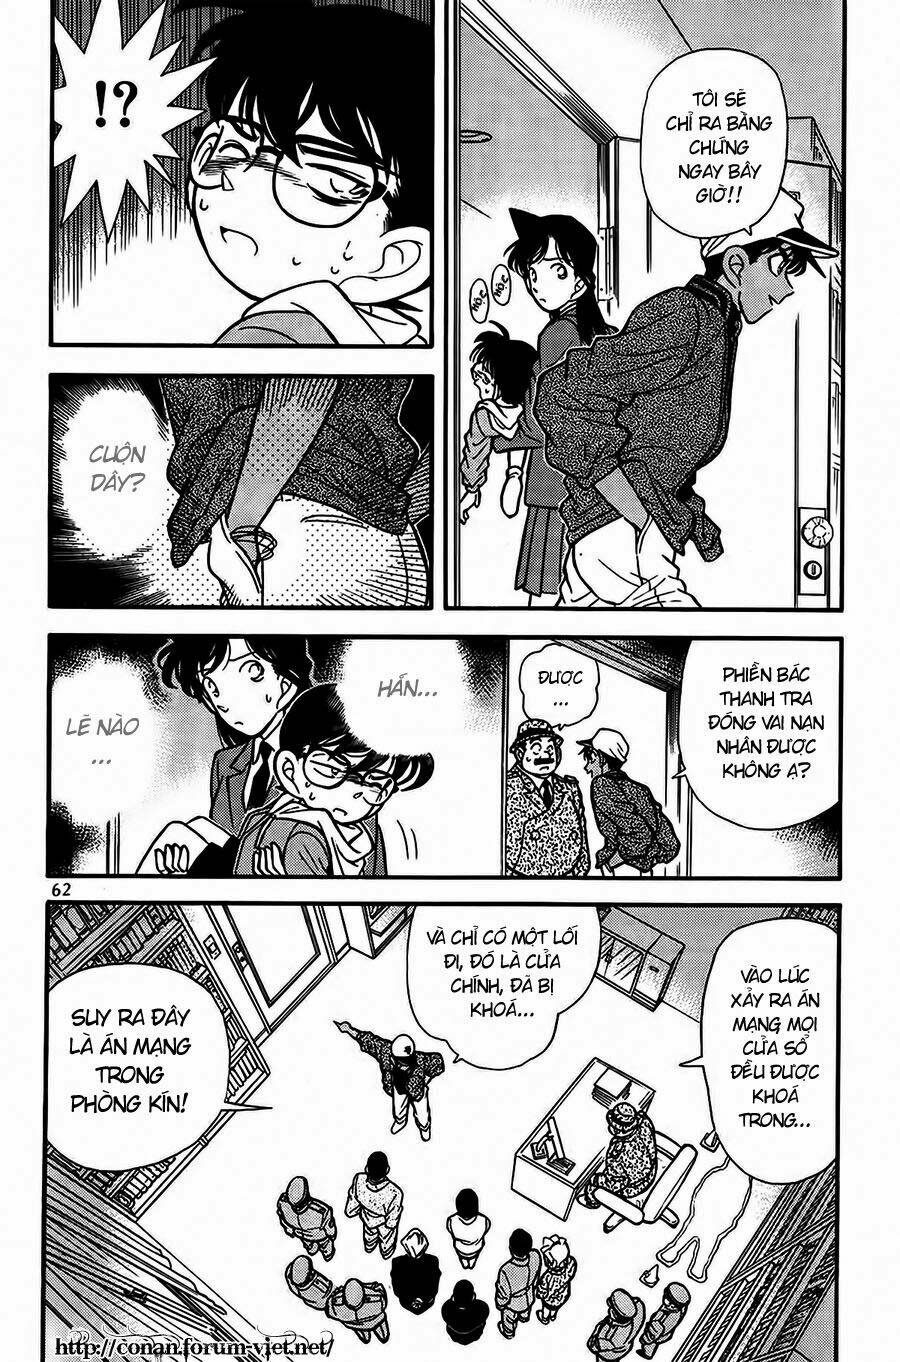 TÔI SẼ
CHỈ RA BẰNG
CHỨNG
NGAY BÂY
GIỜ!!
!?
HỘC
HỘC
CUỘN
DÂY?
PHIỀN BÁC
THANH TRA
ĐÓNG VAI NẠN
NHÂN ĐƯỢC
KHÔNG Ạ?
ĐƯỢC
...
HẮN...
LẼ NÀO
...
62
VÀO LÚC
XẢY RA ÁN
MẠNG MỌI
CỬA SỔ
ĐỀU ĐƯỢC
KHOÁ
TRONG...
VÀ CHỈ CÓ MỘT LỐI
ĐI, ĐÓ LÀ CỬA
CHÍNH, ĐÃ BỊ
KHOÁ...
SUY RA ĐÂY
LÀ ÁN MẠNG
TRONG
PHÒNG KÍN!
http://conan.forum-viet.net/